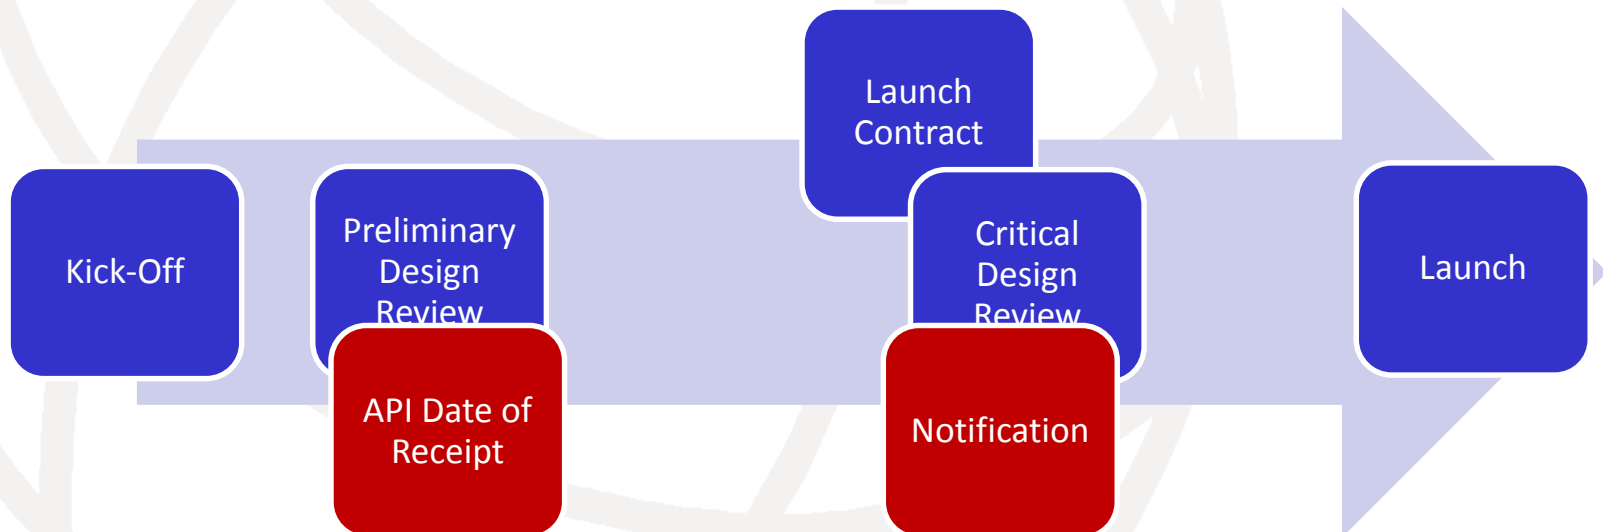 Kick-Off
Preliminary
Design
Review
API Date of
Receipt
Launch
Contract
Critical
Design
Review
Notification
Launch